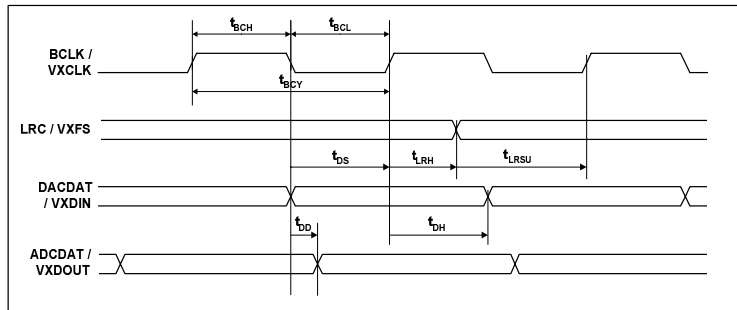 tBCH tBCL
BCLK /
VXCLK
tBCY
LRC / VXFS
tDS tLRH tLRSU
DACDAT
/ VXDIN
tDD tDH
ADCDAT /
VXDOUT